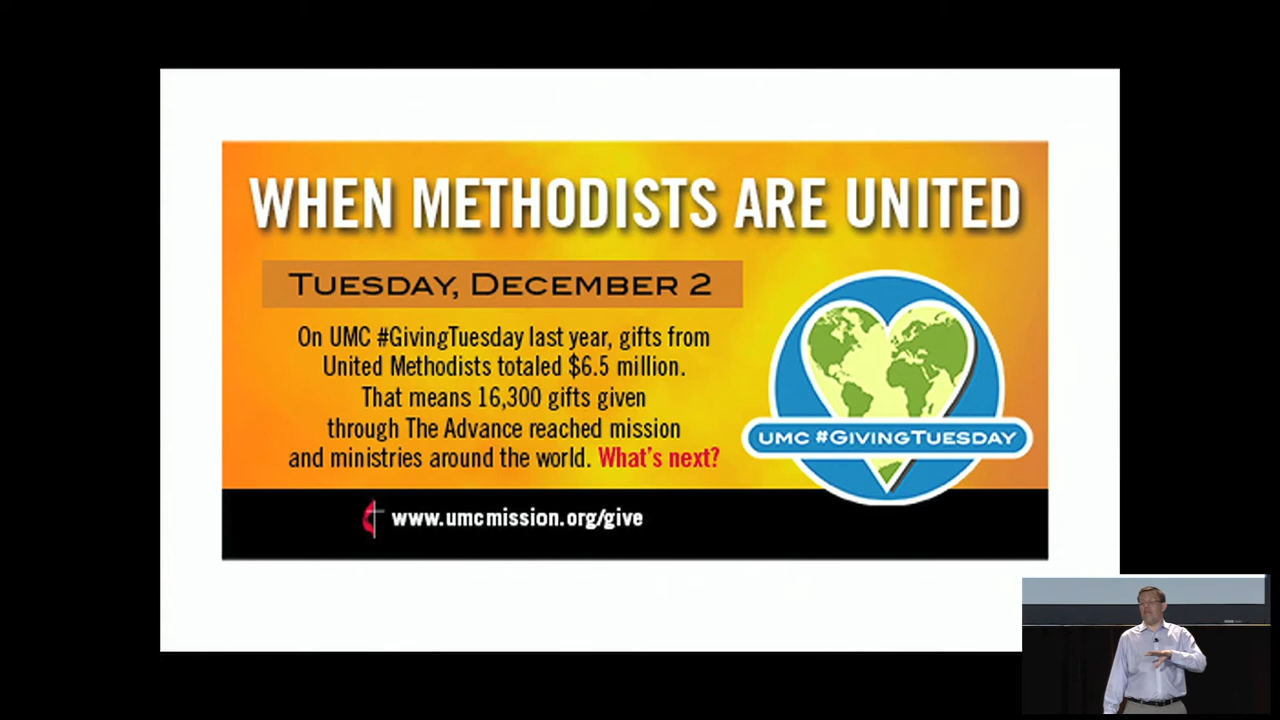 WHEN METHODISTS ARE UNITED
TUESDAY, DECEMBER 2
On UMC #GivingTuesday last year, gifts from
United Methodists totaled $6.5 million.
That means 16,300 gifts given
through The Advance reached mission
and ministries around the world. What's next?
UMC #GIVINGTUESDAY
www.umcmission.org/give